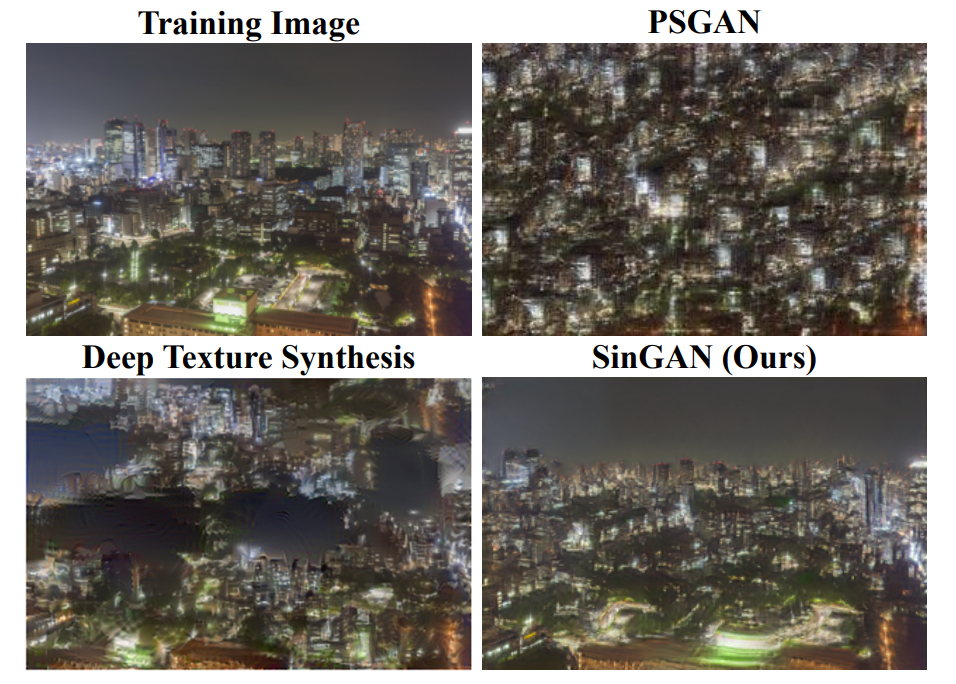 Training Image
PSGAN
Deep Texture Synthesis
SinGAN (Ours)